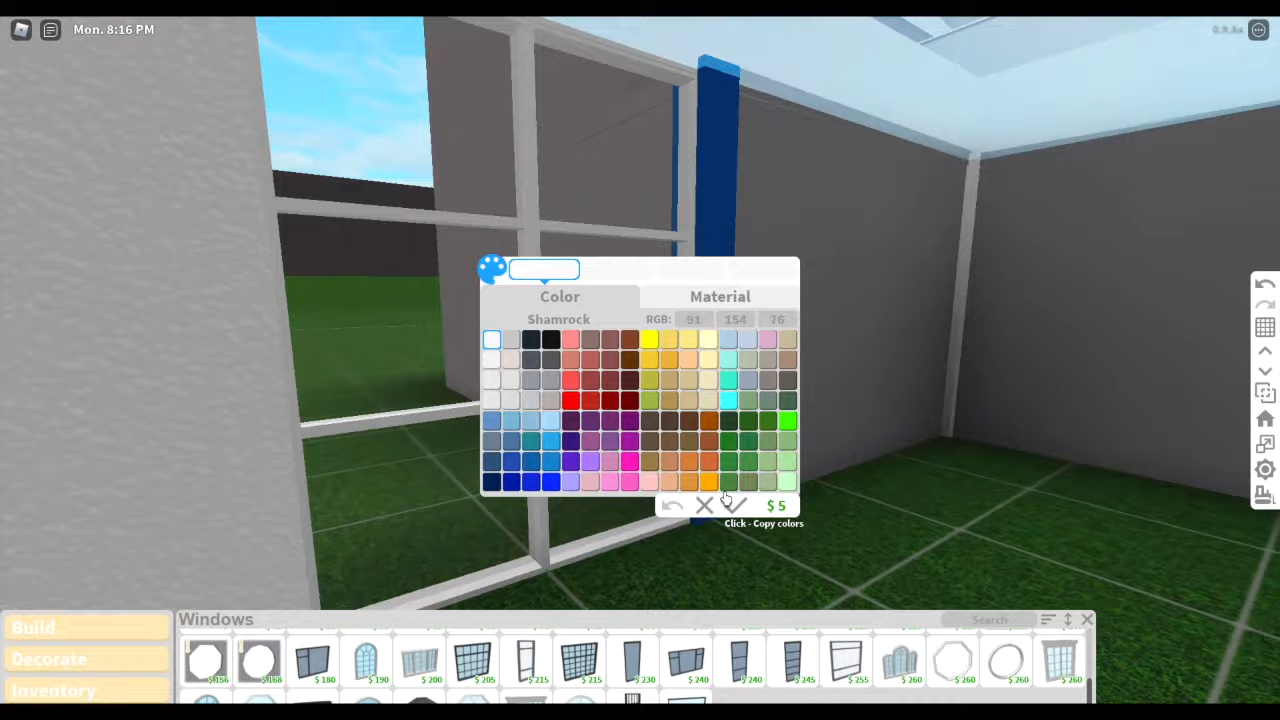 Mon. 8:16 PM
Color
Material
Shamrock
RGB: 91 154 76
$ 5
Click - Copy colors
Build
Decorate
Inventory
Windows
Search
$156 $168 $180 $190 $200 $205 $215 $215 $230 $240 $240 $245 $255 $260 $260 $260 $260